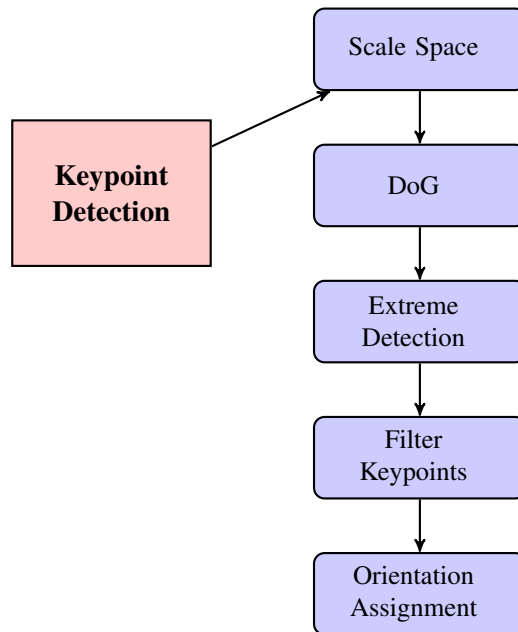 Scale Space
Keypoint
Detection
DoG
Extreme
Detection
Filter
Keypoints
Orientation
Assignment